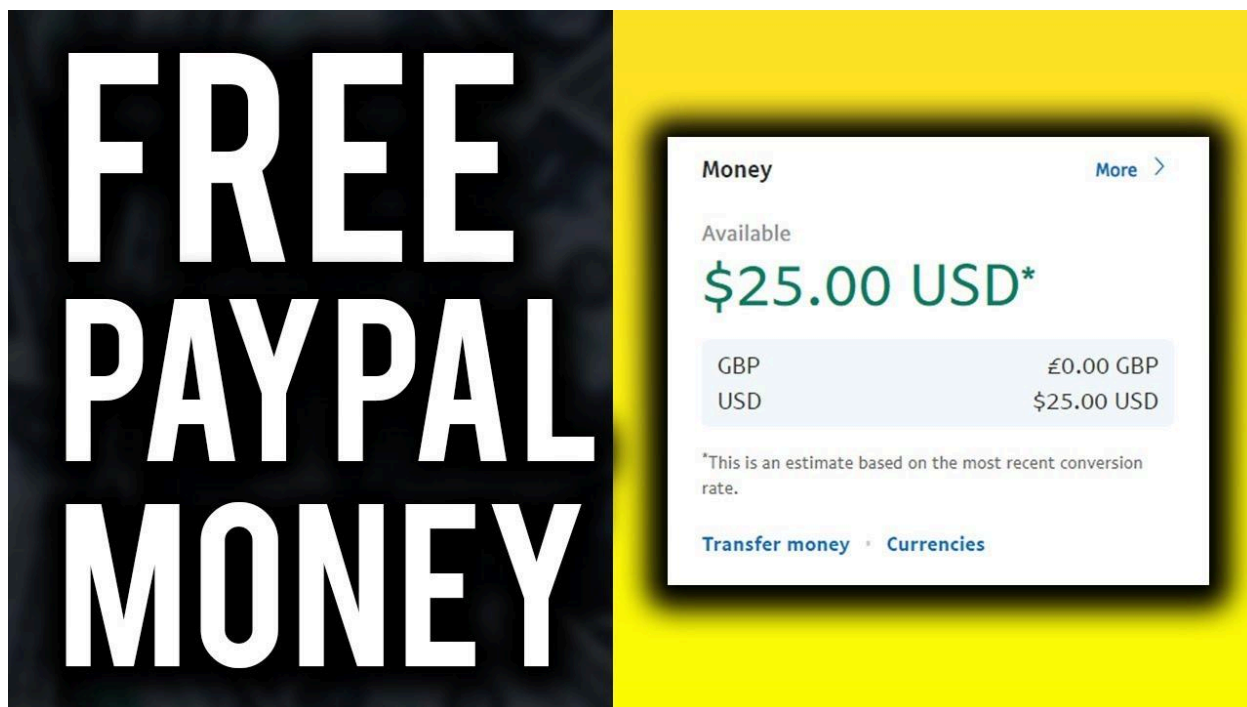 FREE
PAYPAL
MONEY
Money More >
Available
$25.00 USD*
GBP £0.00 GBP
USD $25.00 USD
*This is an estimate based on the most recent conversion
rate.
Transfer money · Currencies